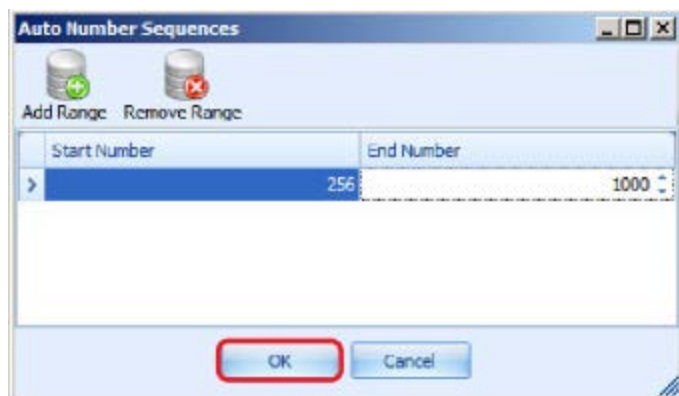 Auto Number Sequences
Add Range Remove Range
Start Number End Number
256 1000
OK Cancel